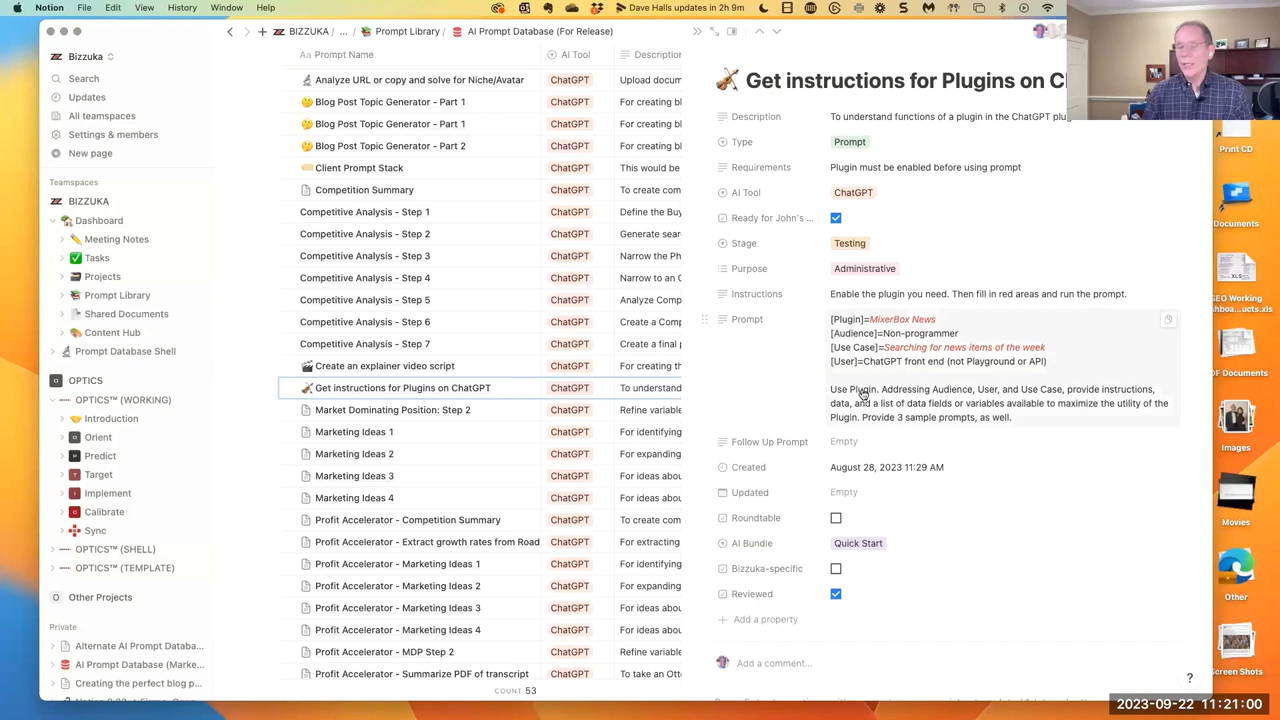 Notion File Edit View History Window Help
Dave Halls updates in 2h 9m
Bizzuka
Search
Updates
All teamspaces
Settings & members
New page
Teamspaces
BIZZUKA
Dashboard
Meeting Notes
Tasks
Projects
Prompt Library
Shared Documents
Content Hub
Prompt Database Shell
OPTICS
OPTICS™ (WORKING)
Introduction
Orient
Predict
Target
Implement
Calibrate
Sync
OPTICS™ (SHELL)
OPTICS™ (TEMPLATE)
Other Projects
Private
Alternate AI Prompt Databa...
AI Prompt Database (Marke...
Creating the perfect blog p...
BIZZUKA / ... / Prompt Library / AI Prompt Database (For Release)
Aa Prompt Name AI Tool Description
Analyze URL or copy and solve for Niche/Avatar ChatGPT Upload docum
Blog Post Topic Generator - Part 1 ChatGPT For creating bl
Blog Post Topic Generator - Part 1 ChatGPT For creating bl
Blog Post Topic Generator - Part 2 ChatGPT For creating bl
Client Prompt Stack ChatGPT This would be
Competition Summary ChatGPT To create com
Competitive Analysis - Step 1 ChatGPT Define the Buy
Competitive Analysis - Step 2 ChatGPT Generate sear
Competitive Analysis - Step 3 ChatGPT Narrow the Ph
Competitive Analysis - Step 4 ChatGPT Narrow to an O
Competitive Analysis - Step 5 ChatGPT Analyze Comp
Competitive Analysis - Step 6 ChatGPT Create a Comp
Competitive Analysis - Step 7 ChatGPT Create a final p
Create an explainer video script ChatGPT For creating th
Get instructions for Plugins on ChatGPT ChatGPT To understand
Market Dominating Position: Step 2 ChatGPT Refine variable
Marketing Ideas 1 ChatGPT For identifying
Marketing Ideas 2 ChatGPT For expanding
Marketing Ideas 3 ChatGPT For ideas abou
Marketing Ideas 4 ChatGPT For ideas abou
Profit Accelerator - Competition Summary ChatGPT To create com
Profit Accelerator - Extract growth rates from Road ChatGPT For extracting
Profit Accelerator - Marketing Ideas 1 ChatGPT For identifying
Profit Accelerator - Marketing Ideas 2 ChatGPT For expanding
Profit Accelerator - Marketing Ideas 3 ChatGPT For ideas abou
Profit Accelerator - Marketing Ideas 4 ChatGPT For ideas abou
Profit Accelerator - MDP Step 2 ChatGPT Refine variable
Profit Accelerator - Summarize PDF of transcript ChatGPT To take an Ott
COUNT 53
Get instructions for Plugins on C
Description To understand functions of a plugin in the ChatGPT plug
Type Prompt
Requirements Plugin must be enabled before using prompt
AI Tool ChatGPT
Ready for John's ...
Stage Testing
Purpose Administrative
Instructions Enable the plugin you need. Then fill in red areas and run the prompt.
Prompt [Plugin]=MixerBox News
[Audience]=Non-programmer
[Use Case]=Searching for news items of the week
[User]=ChatGPT front end (not Playground or API)
Use Plugin. Addressing Audience, User, and Use Case, provide instructions,
data, and a list of data fields or variables available to maximize the utility of the
Plugin. Provide 3 sample prompts, as well.
Follow Up Prompt Empty
Created August 28, 2023 11:29 AM
Updated Empty
Roundtable
AI Bundle Quick Start
Bizzuka-specific
Reviewed
Add a property
Add a comment...
?
Print CD
Documents
XLS
Images
Movies
Other
Screen Shots
2023-09-22 11:21:00